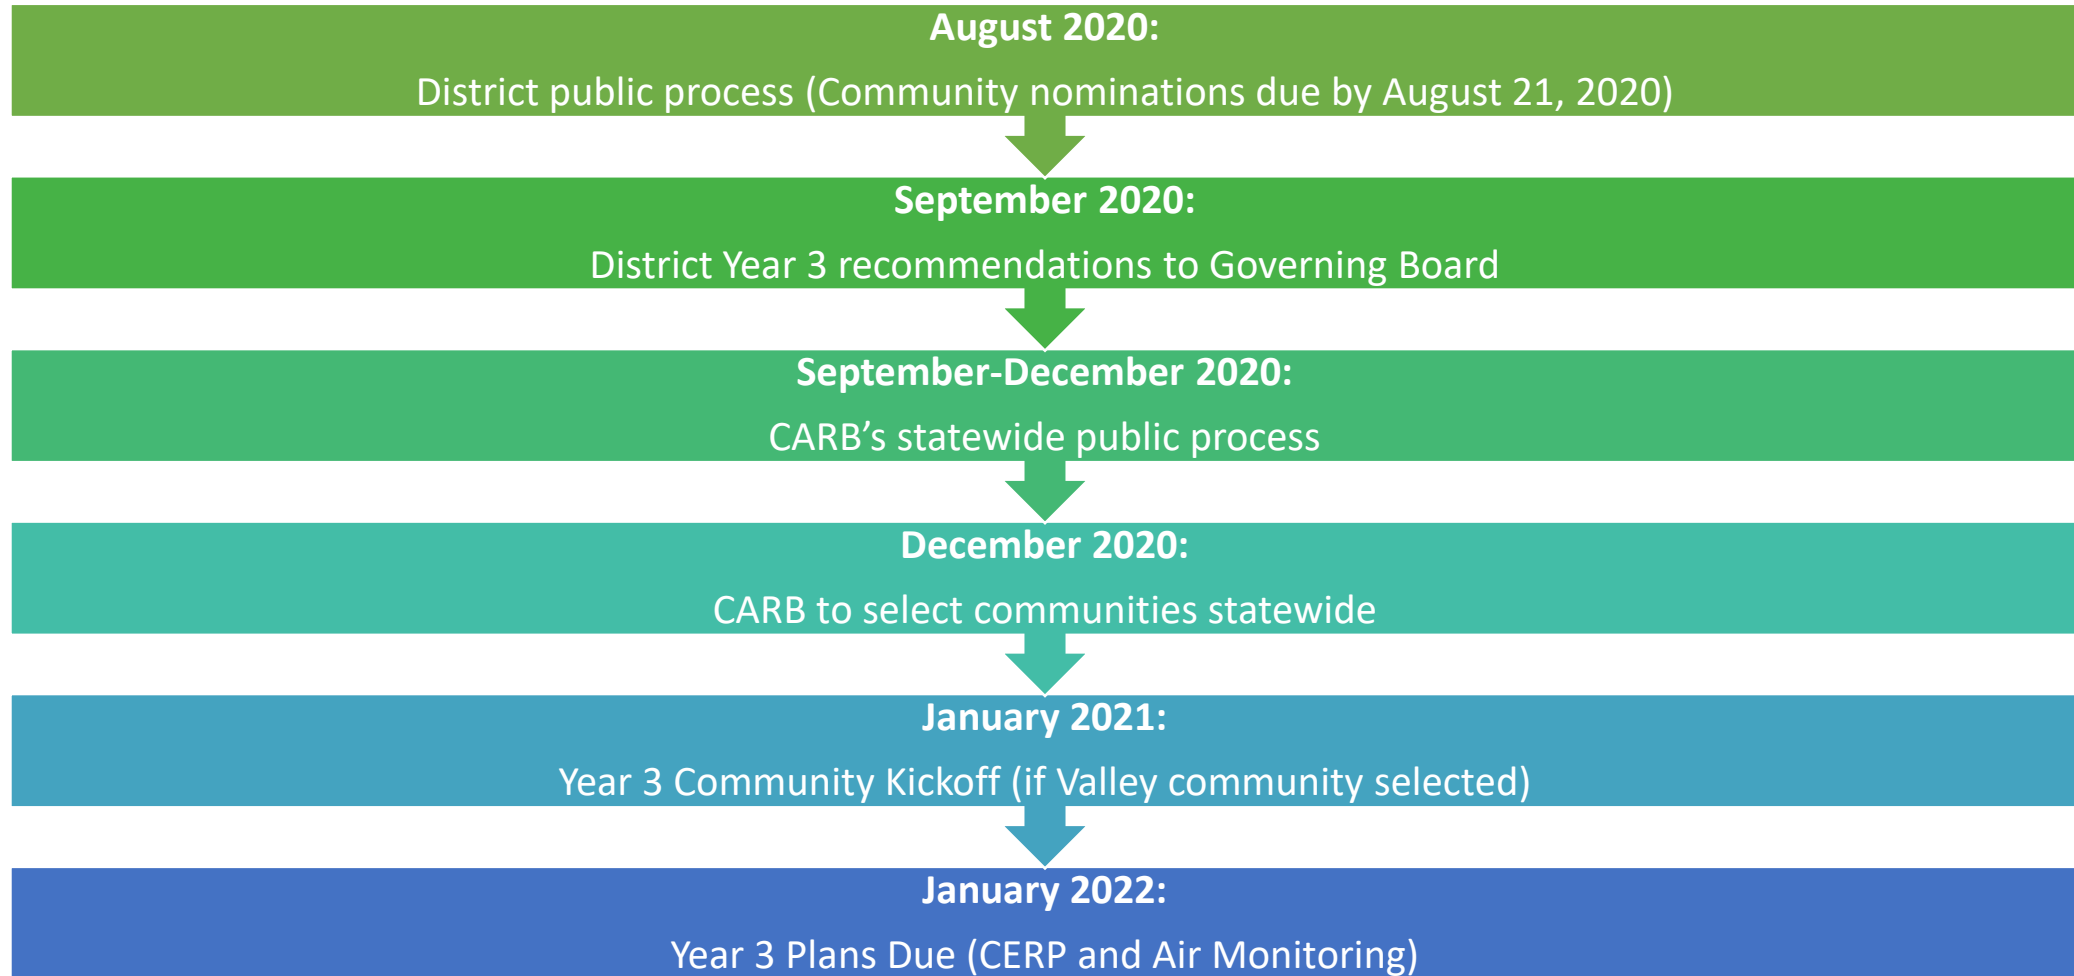 August 2020:
District public process (Community nominations due by August 21, 2020)
September 2020:
District Year 3 recommendations to Governing Board
September-December 2020:
CARB’s statewide public process
December 2020:
CARB to select communities statewide
January 2021:
Year 3 Community Kickoff (if Valley community selected)
January 2022:
Year 3 Plans Due (CERP and Air Monitoring)